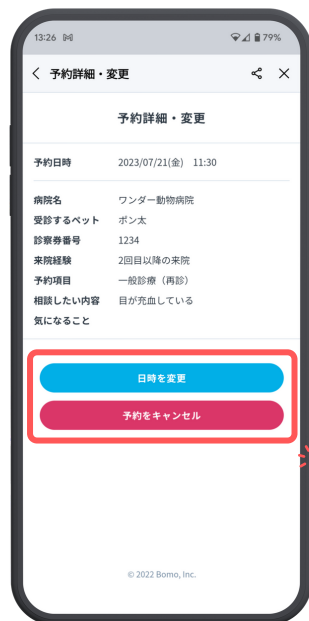 13:26 79%
予約詳細・変更
予約詳細・変更
予約日時 2023/07/21(金) 11:30
病院名 ワンダー動物病院
受診するペット ポン太
診察券番号 1234
来院経験 2回目以降の来院
予約項目 一般診療（再診）
相談したい内容 目が充血している
気になること
日時を変更
予約をキャンセル
© 2022 Bomo, Inc.